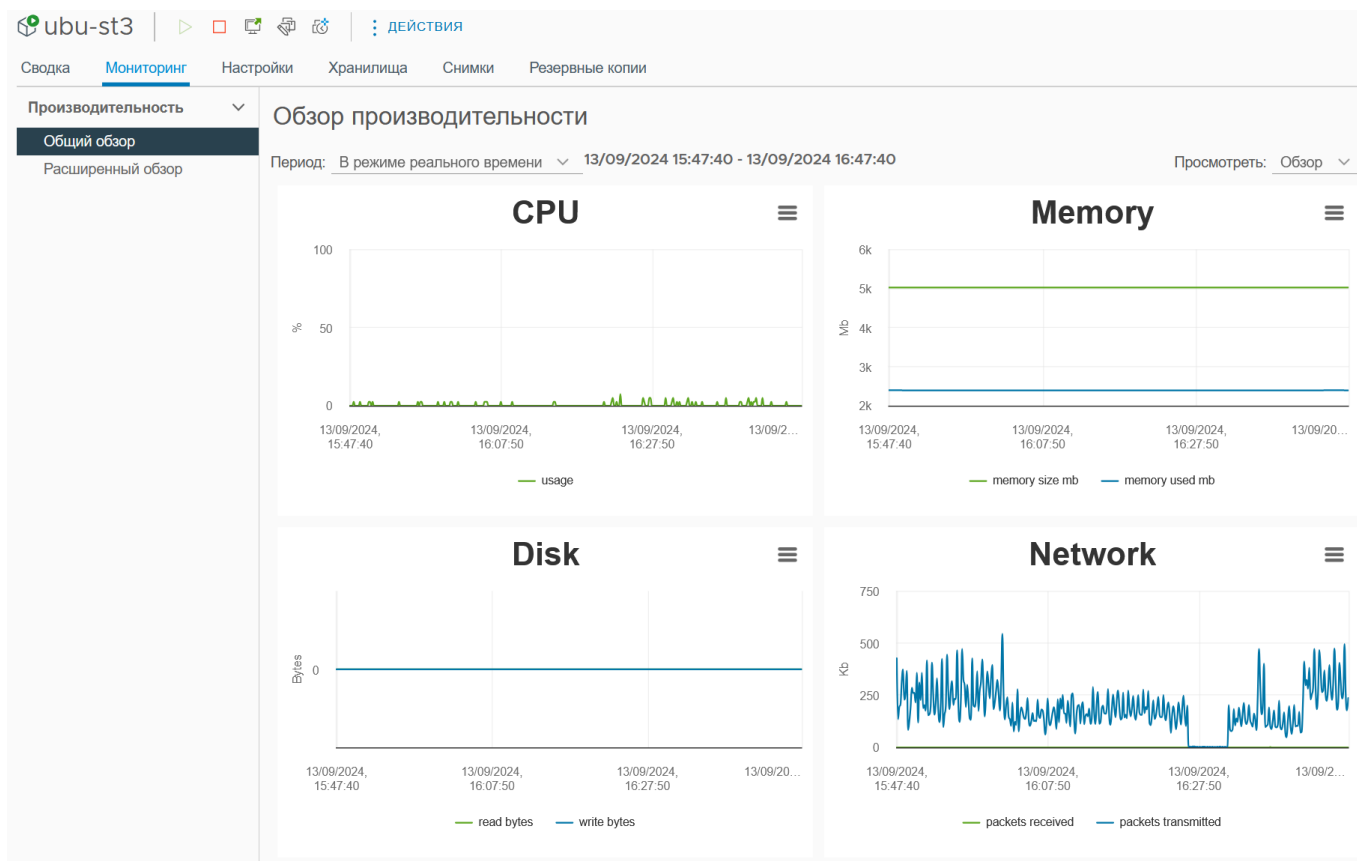 ubu-st3 ДЕЙСТВИЯ
Сводка Мониторинг Настройки Хранилища Снимки Резервные копии
Производительность
Общий обзор
Расширенный обзор
Обзор производительности
Период: В режиме реального времени 13/09/2024 15:47:40 - 13/09/2024 16:47:40 Просмотреть: Обзор
CPU
100
%
50
0
13/09/2024, 13/09/2024, 13/09/2024, 13/09/2...
15:47:40 16:07:50 16:27:50
usage
Memory
6k
5k
Mb
4k
3k
2k
13/09/2024, 13/09/2024, 13/09/2024, 13/09/20...
15:47:40 16:07:50 16:27:50
memory size mb memory used mb
Disk
Bytes
0
13/09/2024, 13/09/2024, 13/09/2024, 13/09/20...
15:47:40 16:07:50 16:27:50
read bytes write bytes
Network
750
500
Kb
250
0
13/09/2024, 13/09/2024, 13/09/2024, 13/09/2...
15:47:40 16:07:50 16:27:50
packets received packets transmitted